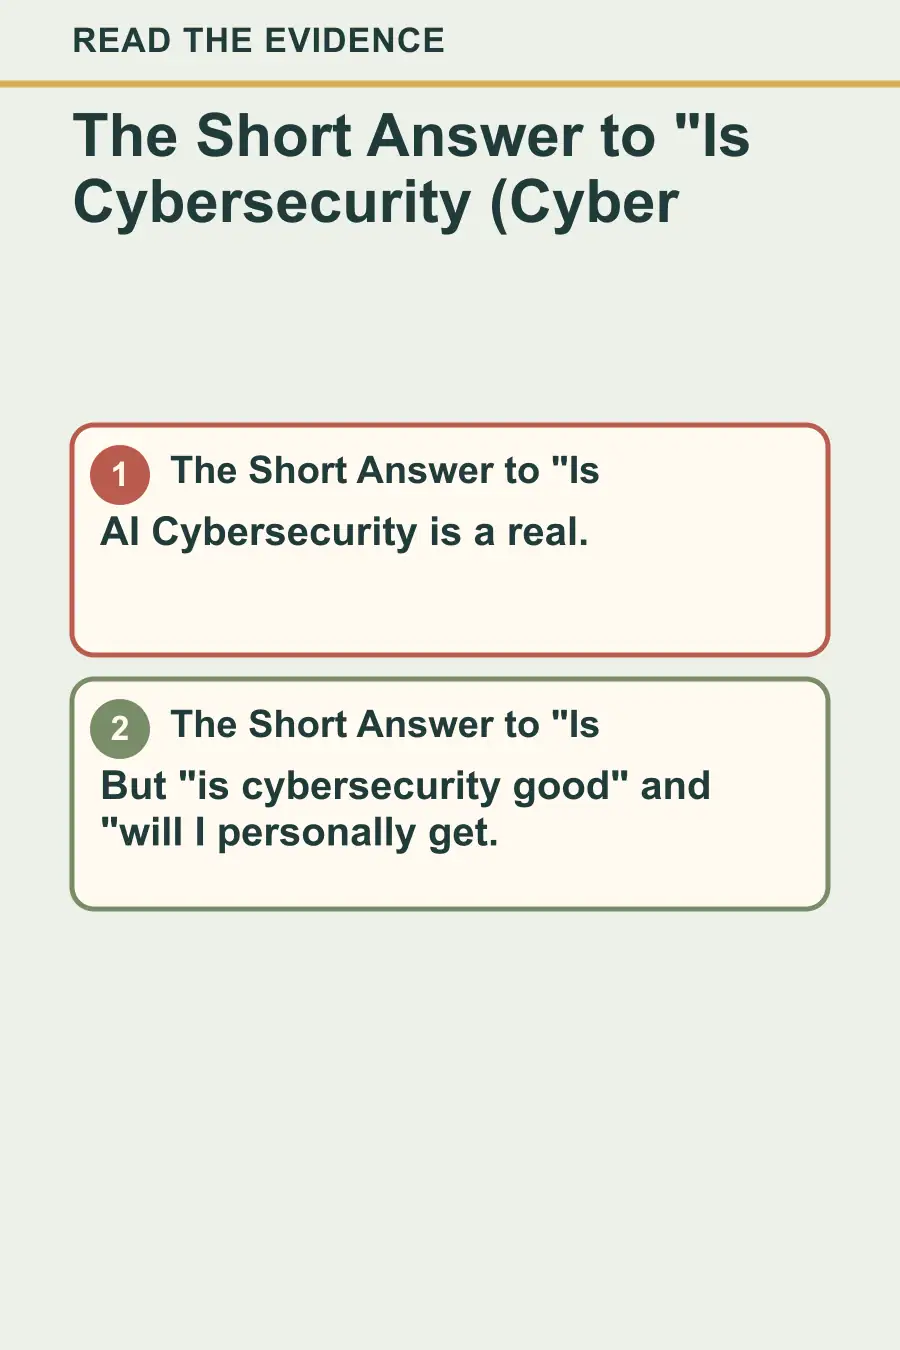 READ THE EVIDENCE
The Short Answer to "Is
Cybersecurity (Cyber
1
The Short Answer to "Is
AI Cybersecurity is a real.
2
The Short Answer to "Is
But "is cybersecurity good" and
"will I personally get.